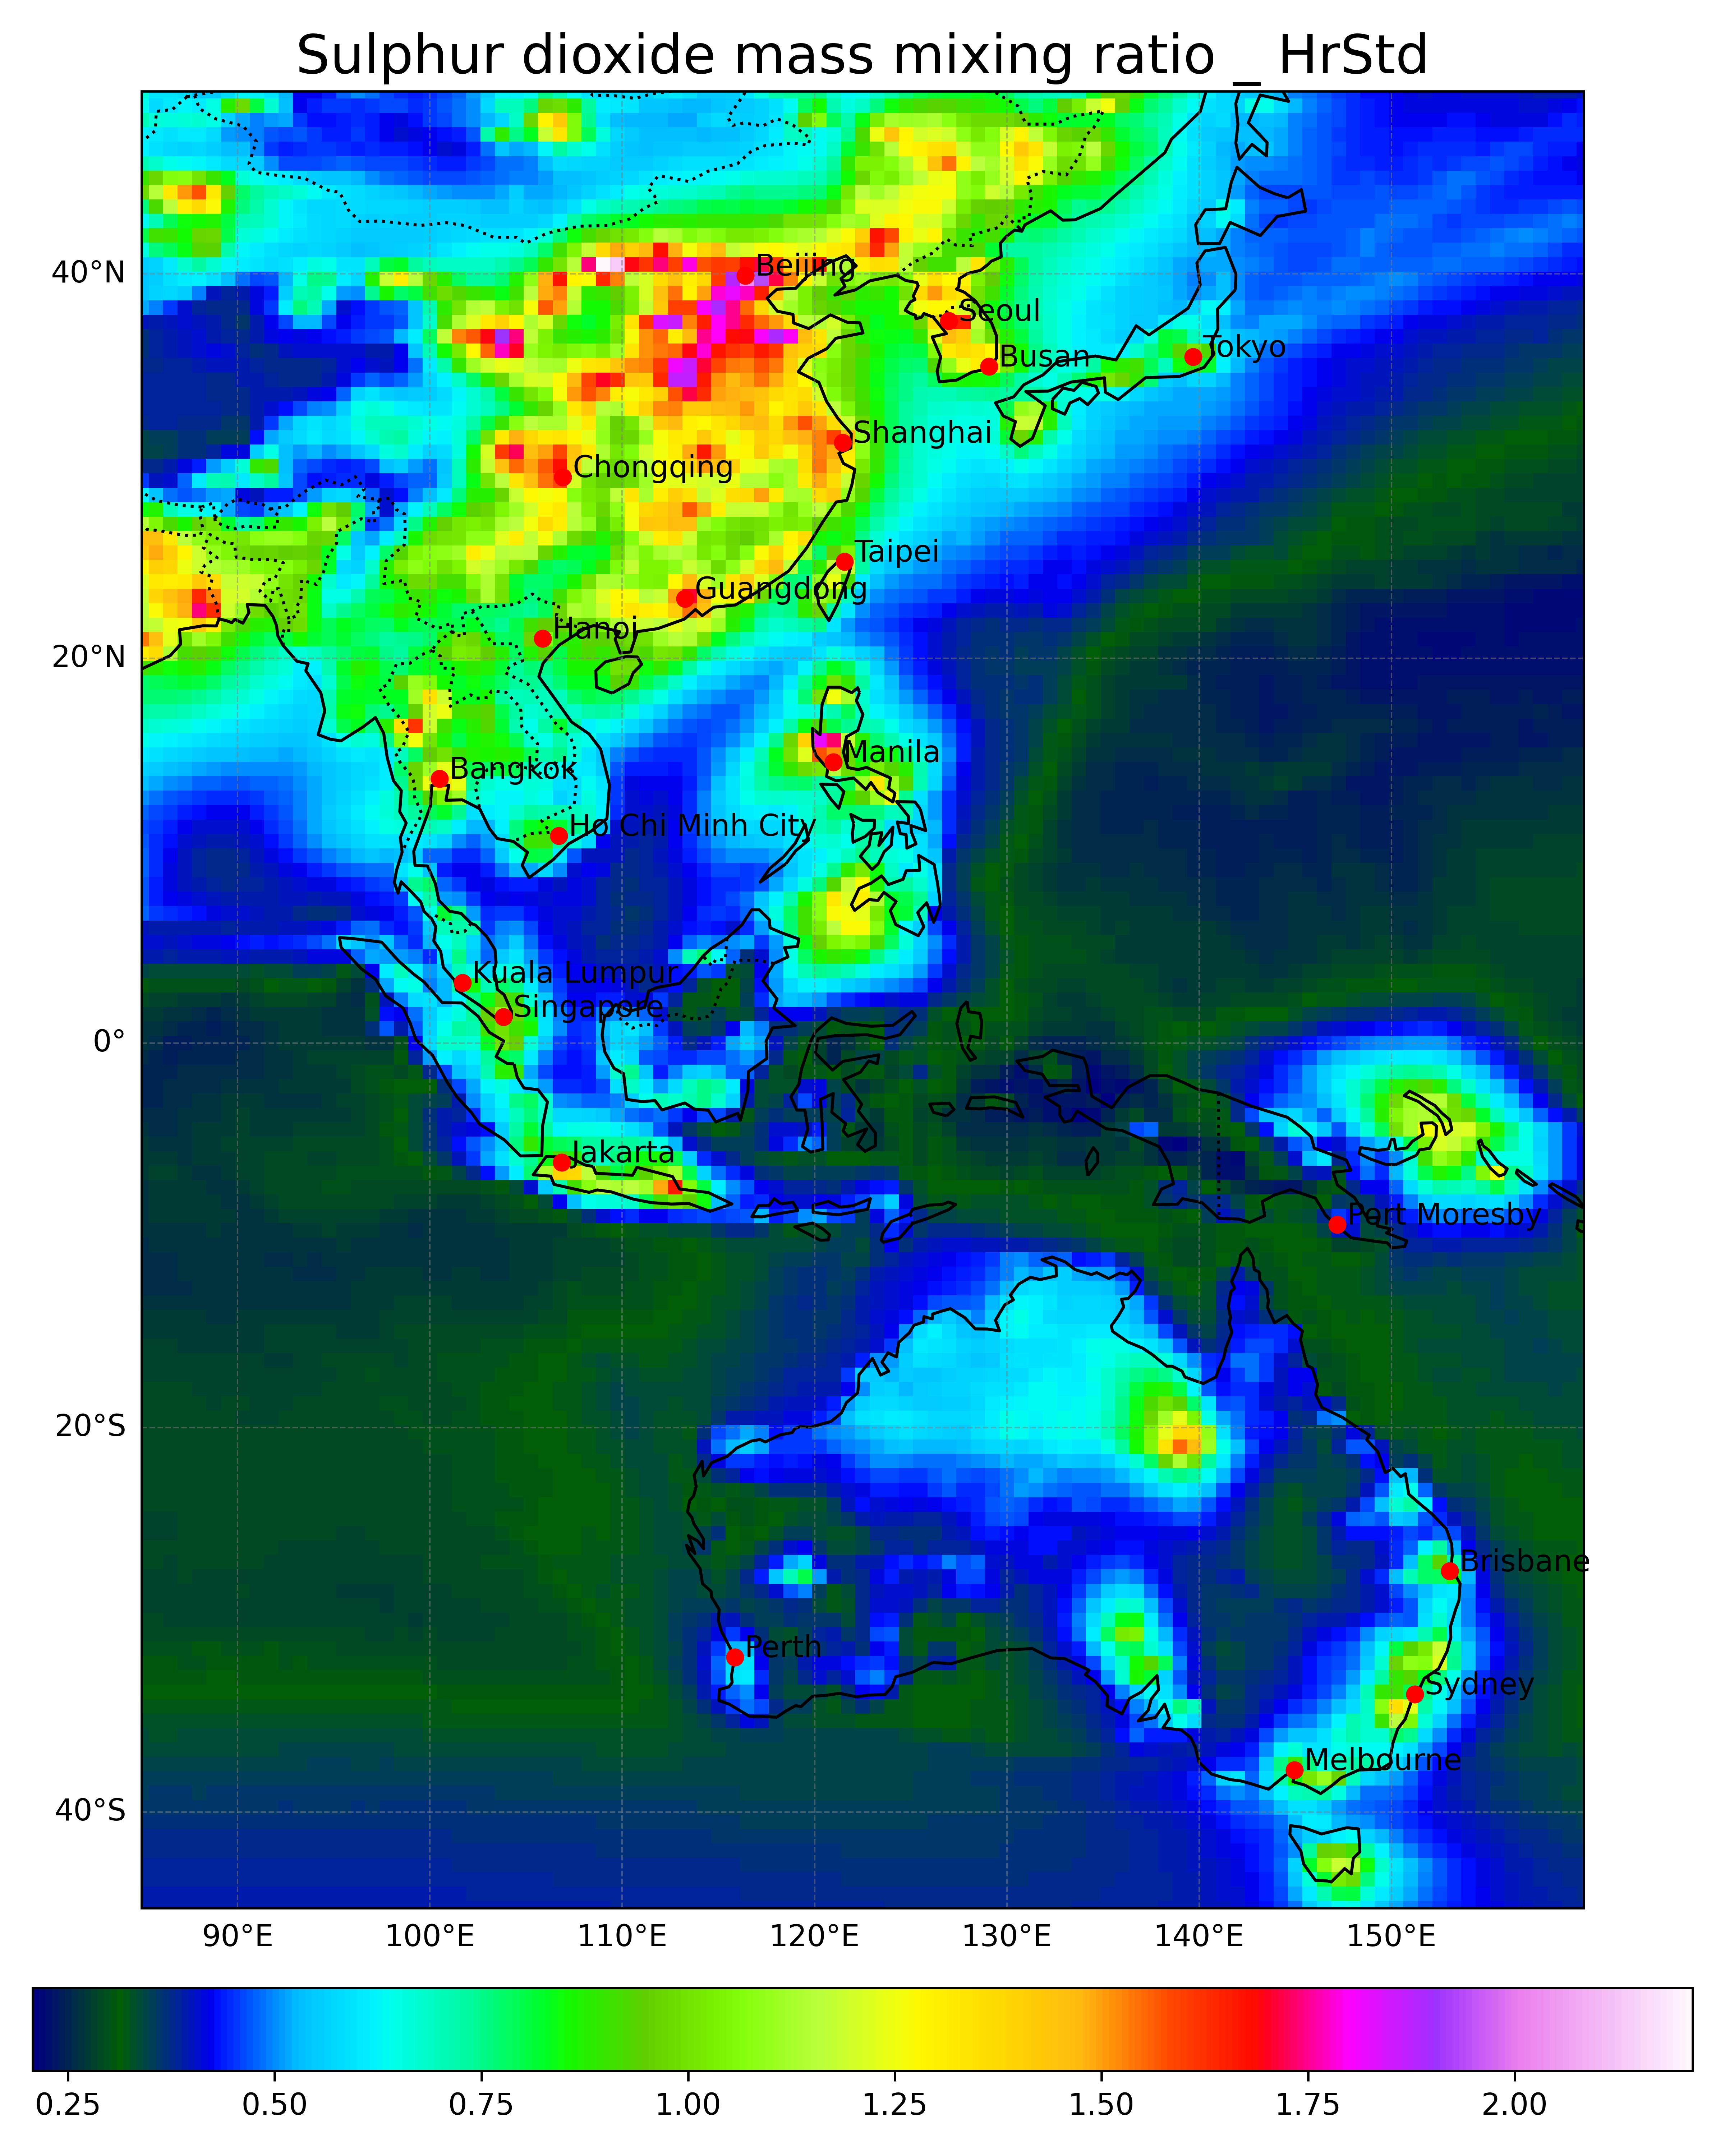 Sulphur dioxide mass mixing ratio _ HrStd
40°N
Beijing
Seoul
Busan
Tokyo
Shanghai
Chongqing
Taipei
Guangdong
Hanoi
20°N
Manila
Bangkok
Ho Chi Minh City
Kuala Lumpur
Singapore
0°
Jakarta
Port Moresby
20°S
Brisbane
Perth
Sydney
Melbourne
40°S
90°E 100°E 110°E 120°E 130°E 140°E 150°E
0.25 0.50 0.75 1.00 1.25 1.50 1.75 2.00